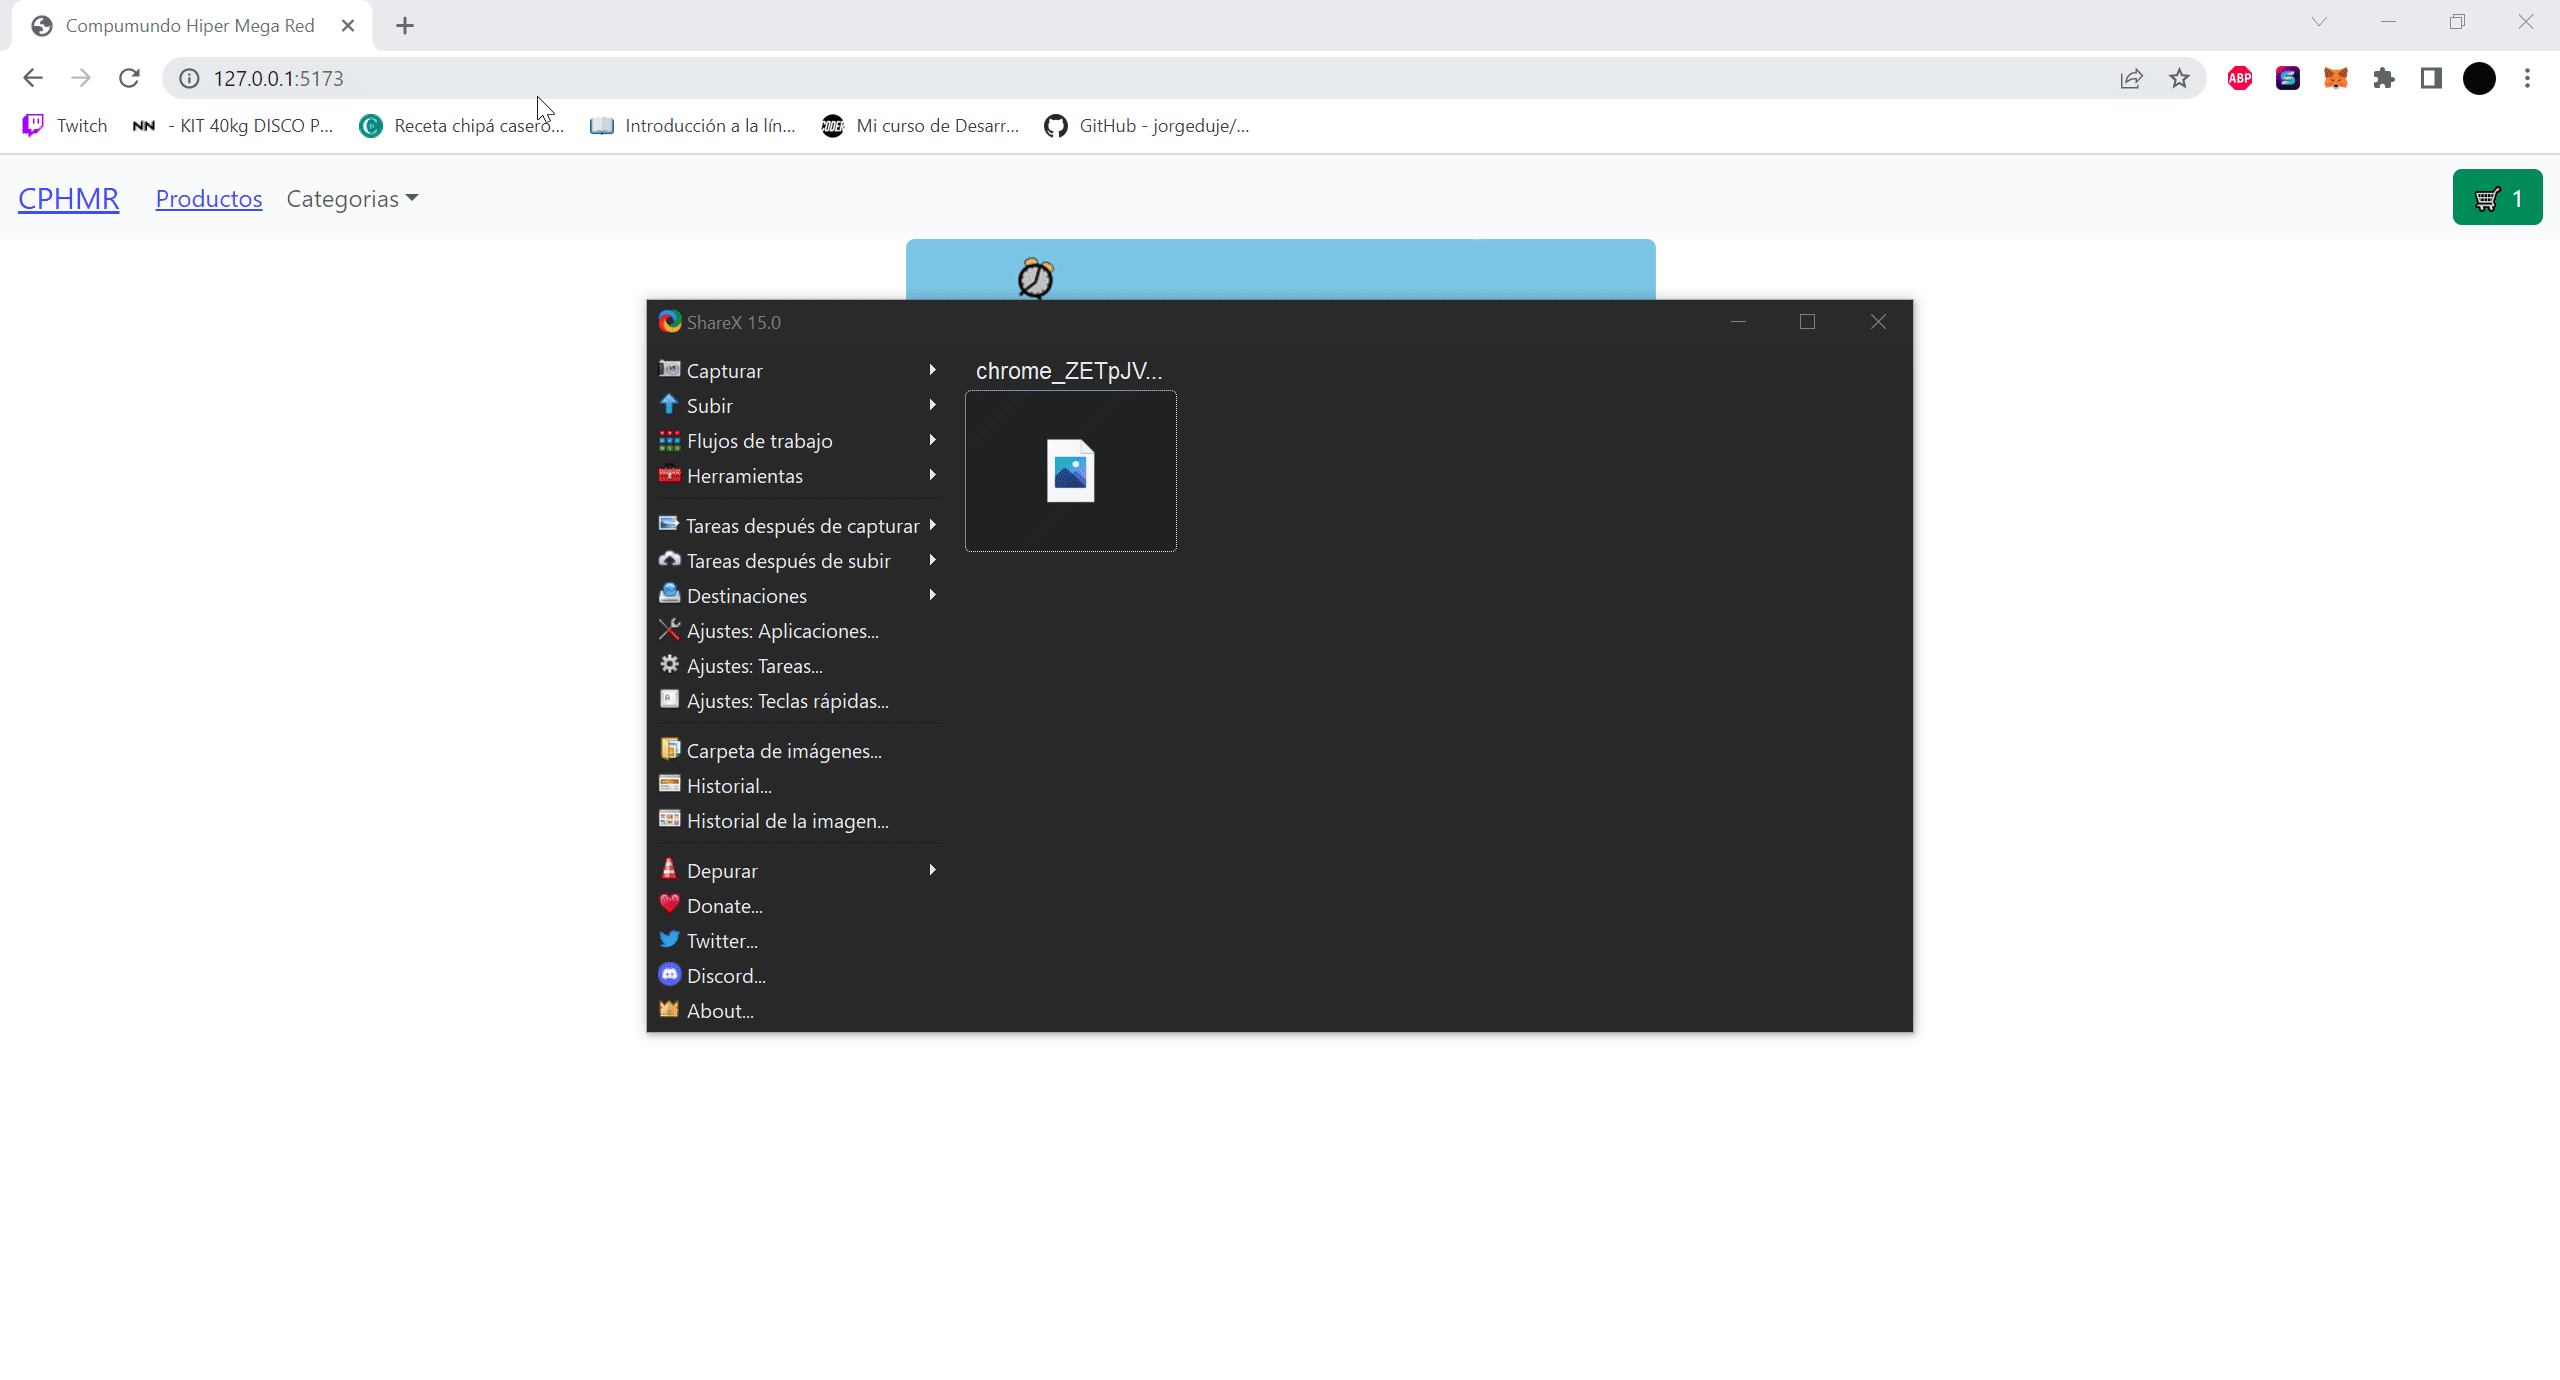 Compumundo Hiper Mega Red
127.0.0.1:5173
ABP
Twitch
NN - KIT 40kg DISCO P...
Receta chipá casero...
Introducción a la lín...
CODER Mi curso de Desarr...
GitHub - jorgeduje/...
CPHMR Productos Categorias 1
ShareX 15.0
Capturar
Subir
Flujos de trabajo
Herramientas
Tareas después de capturar
Tareas después de subir
Destinaciones
Ajustes: Aplicaciones...
Ajustes: Tareas...
Ajustes: Teclas rápidas...
Carpeta de imágenes...
Historial...
Historial de la imagen...
Depurar
Donate...
Twitter...
Discord...
About...
chrome_ZETpJV...